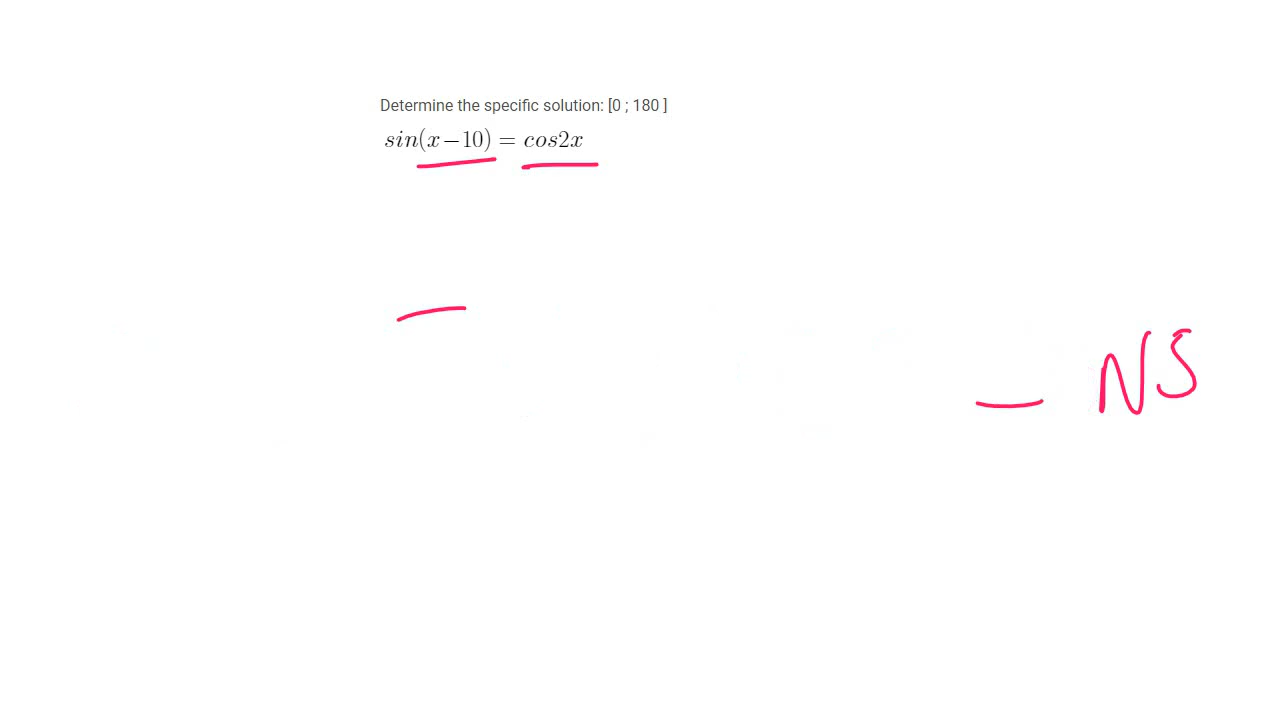 Determine the specific solution: [0 ; 180 ]
sin(x−10) = cos2x
NS